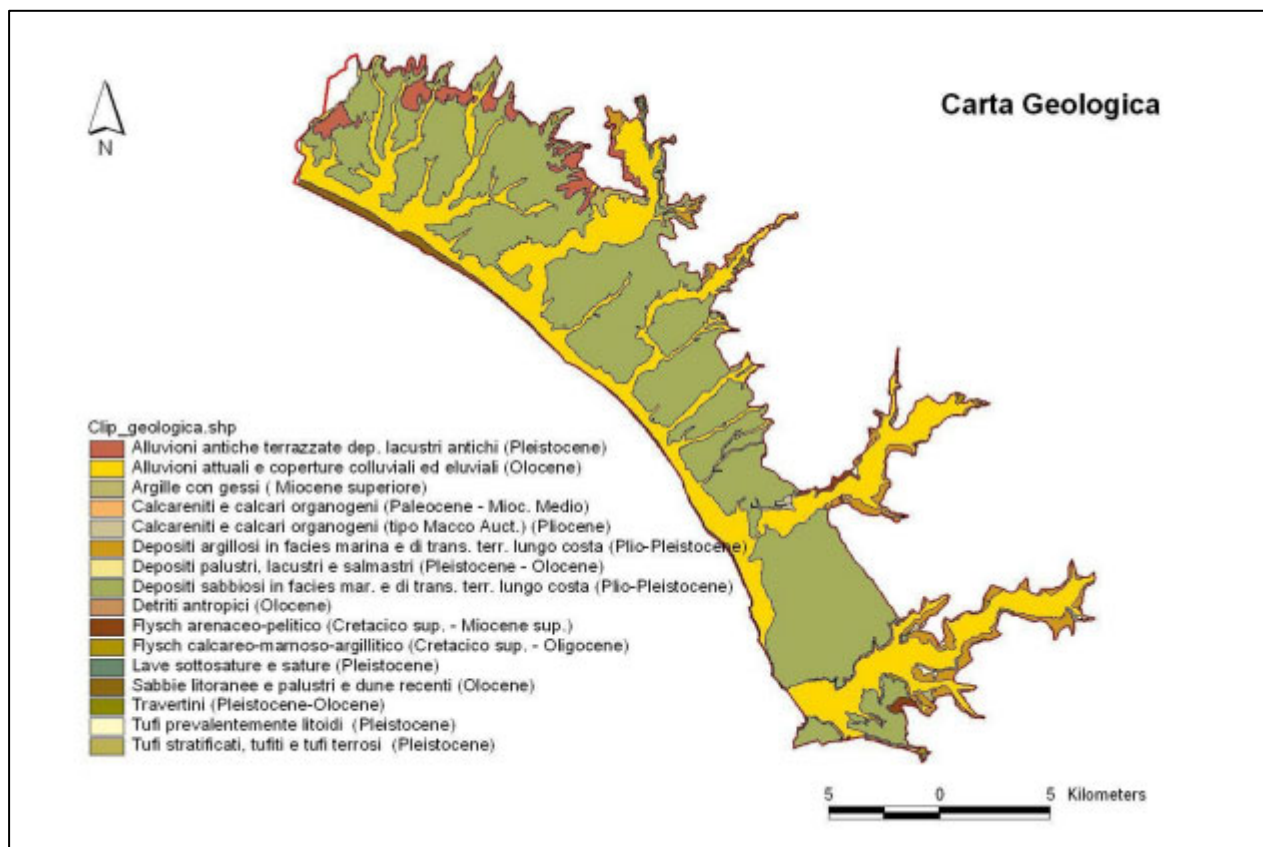 Carta Geologica
N
Clip_geologica.shp
Alluvioni antiche terrazzate dep. lacustri antichi (Pleistocene)
Alluvioni attuali e coperture colluviali ed eluviali (Olocene)
Argille con gessi ( Miocene superiore)
Calcareniti e calcari organogeni (Paleocene - Mioc. Medio)
Calcareniti e calcari organogeni (tipo Macco Auct.) (Pliocene)
Depositi argillosi in facies marina e di trans. terr. lungo costa (Plio-Pleistocene)
Depositi palustri, lacustri e salmastri (Pleistocene - Olocene)
Depositi sabbiosi in facies mar. e di trans. terr. lungo costa (Plio-Pleistocene)
Detriti antropici (Olocene)
Flysch arenaceo-pelitico (Cretacico sup. - Miocene sup.)
Flysch calcareo-marnoso-argillitico (Cretacico sup. - Oligocene)
Lave sottosature e sature (Pleistocene)
Sabbie litoranee e palustri e dune recenti (Olocene)
Travertini (Pleistocene-Olocene)
Tufi prevalentemente litoidi (Pleistocene)
Tufi stratificati, tufiti e tufi terrosi (Pleistocene)
5 0 5 Kilometers